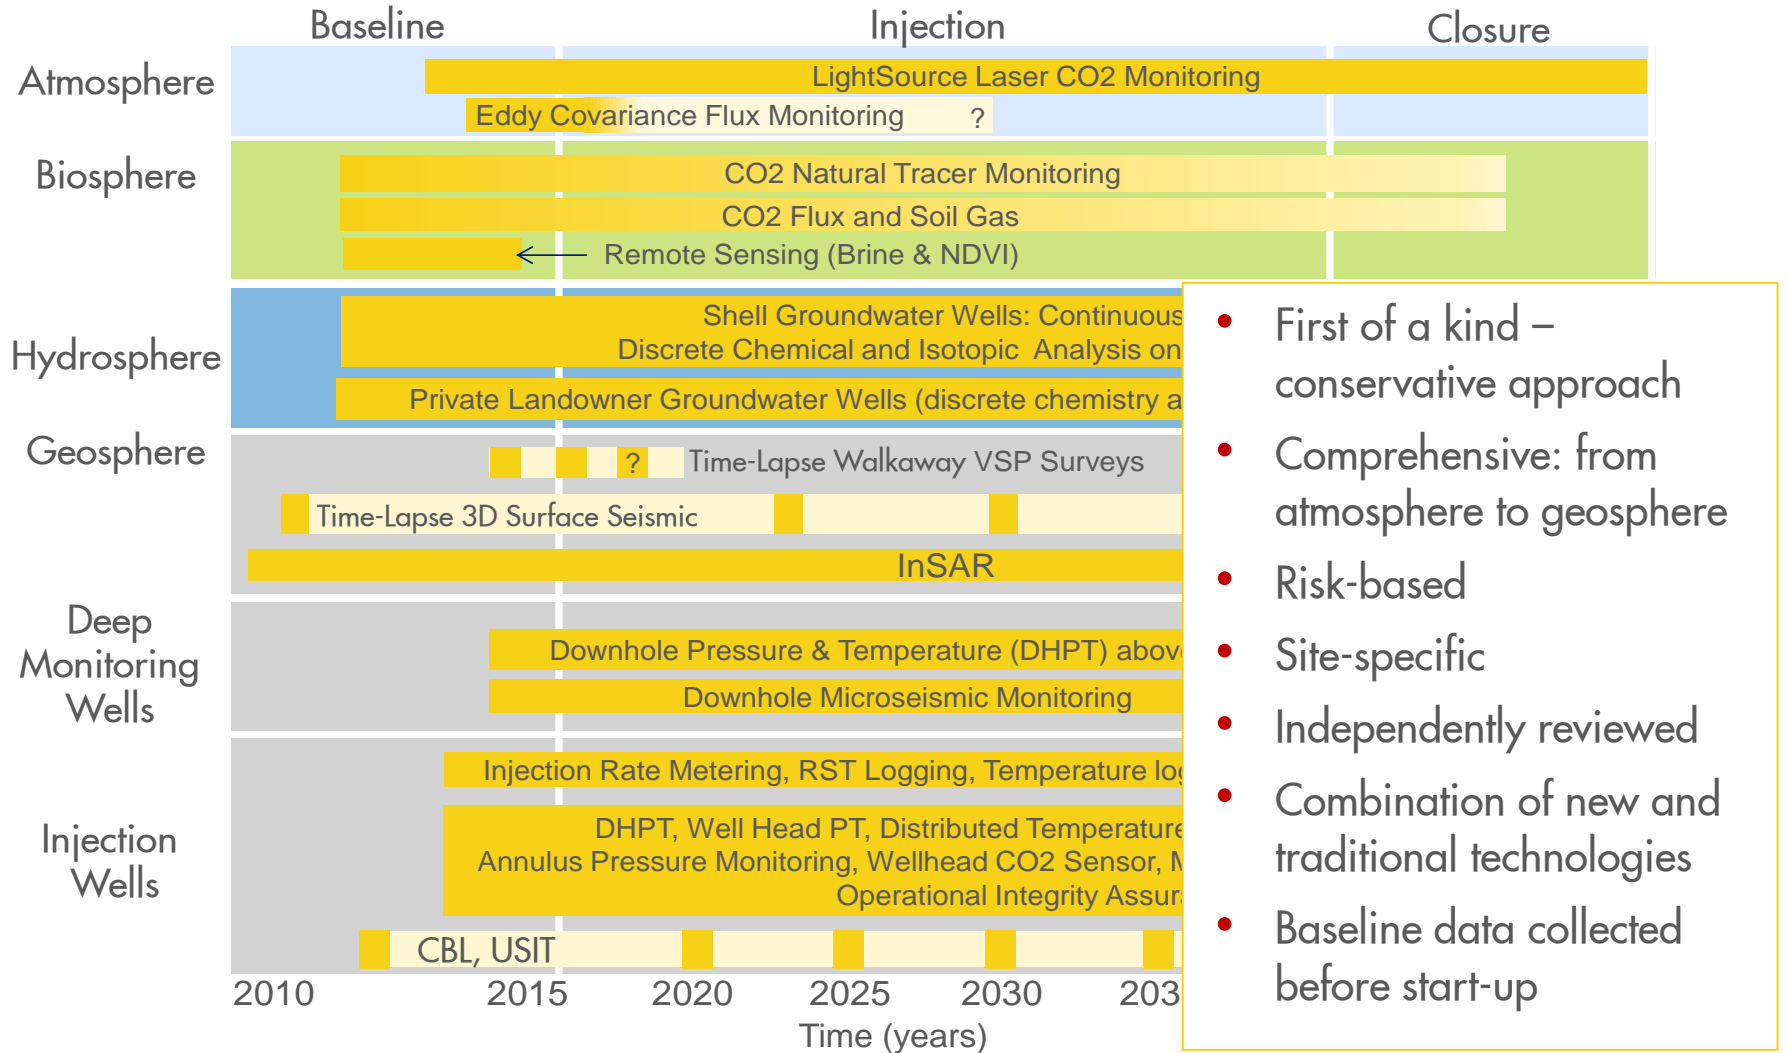 Baseline
Injection
Closure
Atmosphere
LightSource Laser CO2 Monitoring
Eddy Covariance Flux Monitoring ?
Biosphere
CO2 Natural Tracer Monitoring
CO2 Flux and Soil Gas
Remote Sensing (Brine & NDVI)
Hydrosphere
Shell Groundwater Wells: Continuous
Discrete Chemical and Isotopic Analysis on
Private Landowner Groundwater Wells (discrete chemistry a
Geosphere
? Time-Lapse Walkaway VSP Surveys
Time-Lapse 3D Surface Seismic
InSAR
Deep
Monitoring
Wells
Downhole Pressure & Temperature (DHPT) above
Downhole Microseismic Monitoring
Injection
Wells
Injection Rate Metering, RST Logging, Temperature log
DHPT, Well Head PT, Distributed Temperature
Annulus Pressure Monitoring, Wellhead CO2 Sensor,
Operational Integrity Assur
CBL, USIT
2010 2015 2020 2025 2030 203
Time (years)
• First of a kind –
conservative approach
• Comprehensive: from
atmosphere to geosphere
• Risk-based
• Site-specific
• Independently reviewed
• Combination of new and
traditional technologies
• Baseline data collected
before start-up